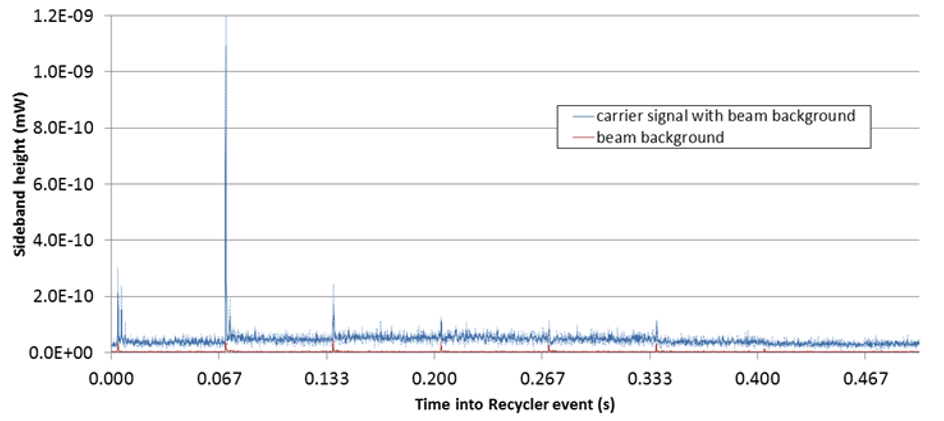 1.2E-09
1.0E-09
8.0E-10
6.0E-10
4.0E-10
2.0E-10
0.0E+00
Sideband height (mW)
carrier signal with beam background
beam background
0.000 0.067 0.133 0.200 0.267 0.333 0.400 0.467
Time into Recycler event (s)